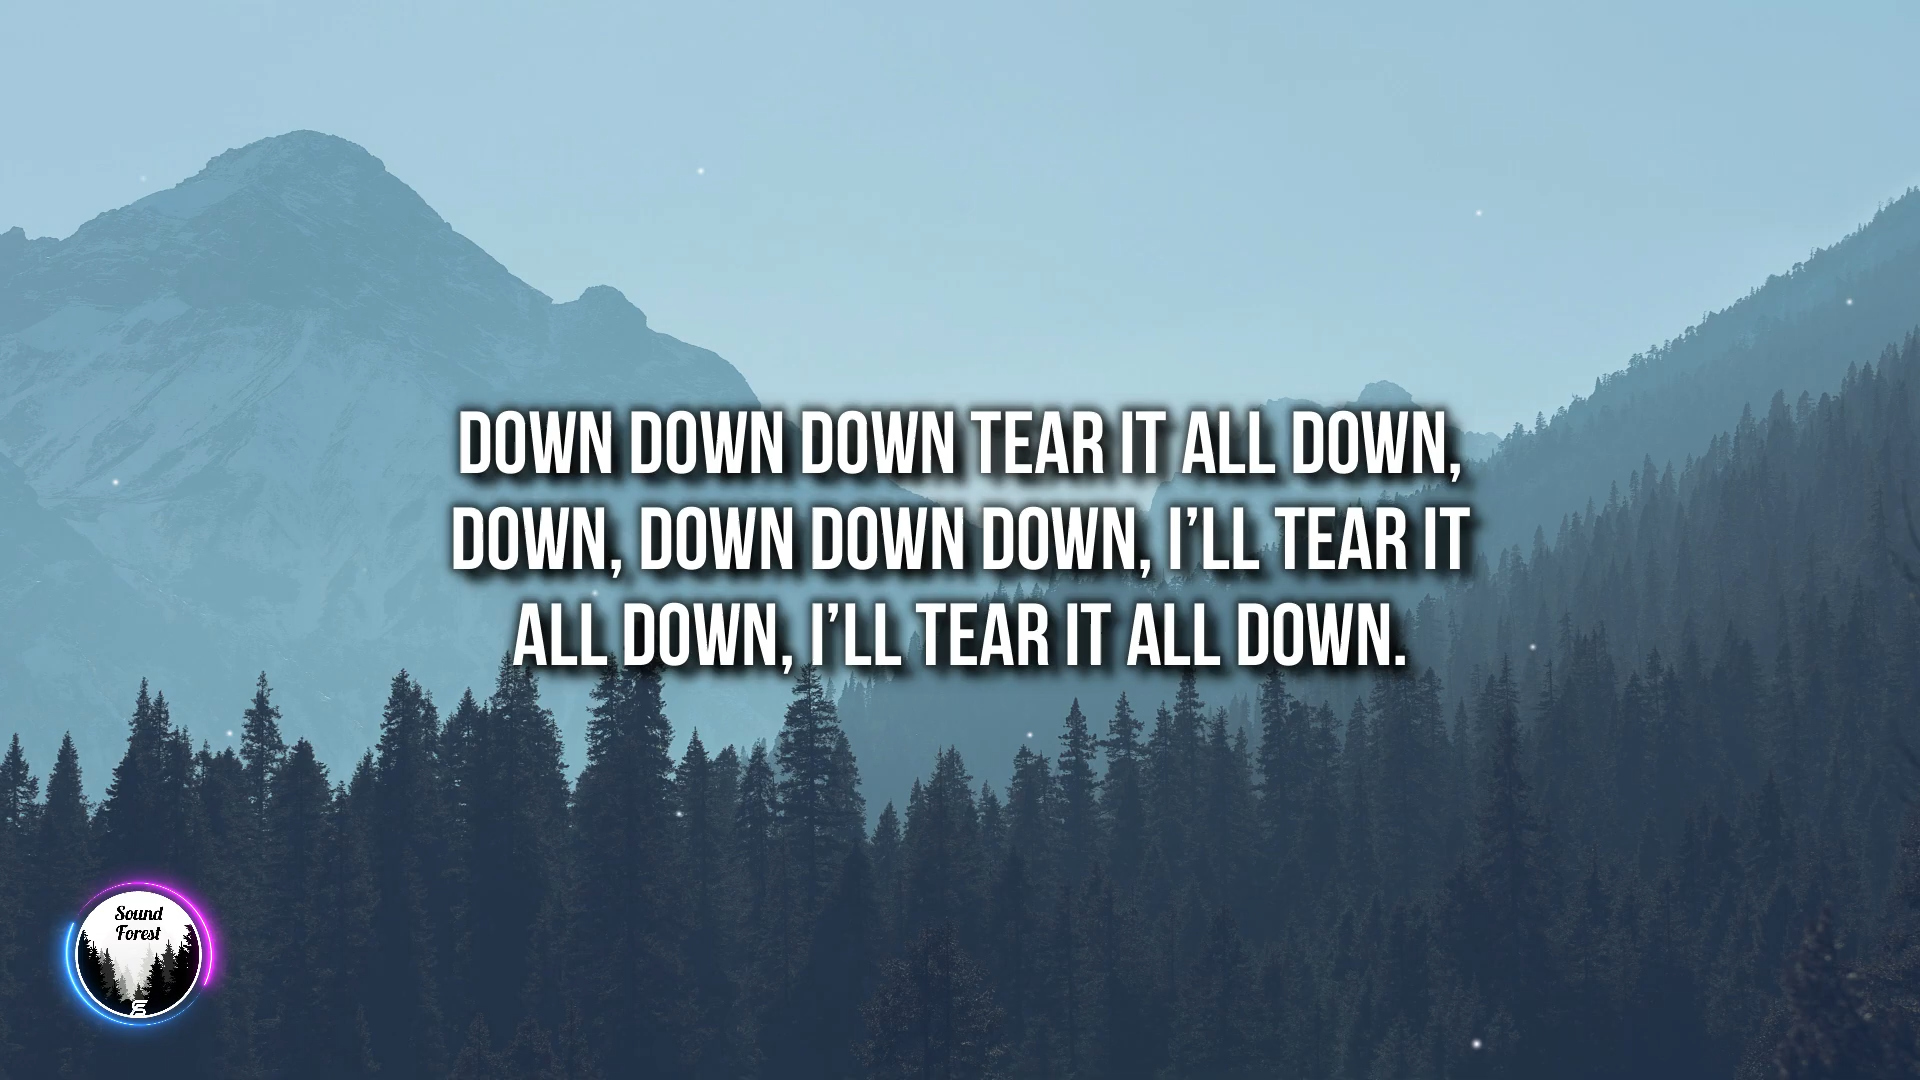 DOWN DOWN DOWN TEAR IT ALL DOWN,
DOWN, DOWN DOWN DOWN, I’LL TEAR IT
ALL DOWN, I’LL TEAR IT ALL DOWN.
Sound
Forest